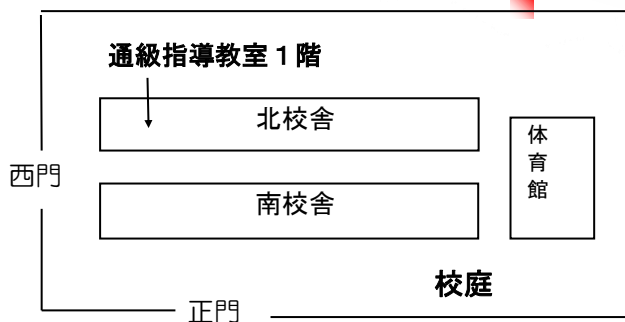 通級指導教室１階
北校舎
体育館
西門
南校舎
校庭
正門